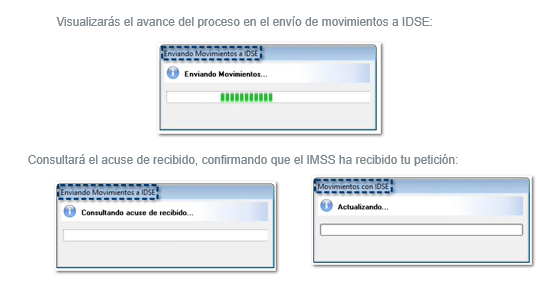 Visualizarás el avance del proceso en el envío de movimientos a IDSE:
Enviando Movimientos a IDSE
Enviando Movimientos...
Consultará el acuse de recibido, confirmando que el IMSS ha recibido tu petición:
Enviando Movimientos a IDSE
Consultando acuse de recibido...
Movimientos con IDSE
Actualizando...